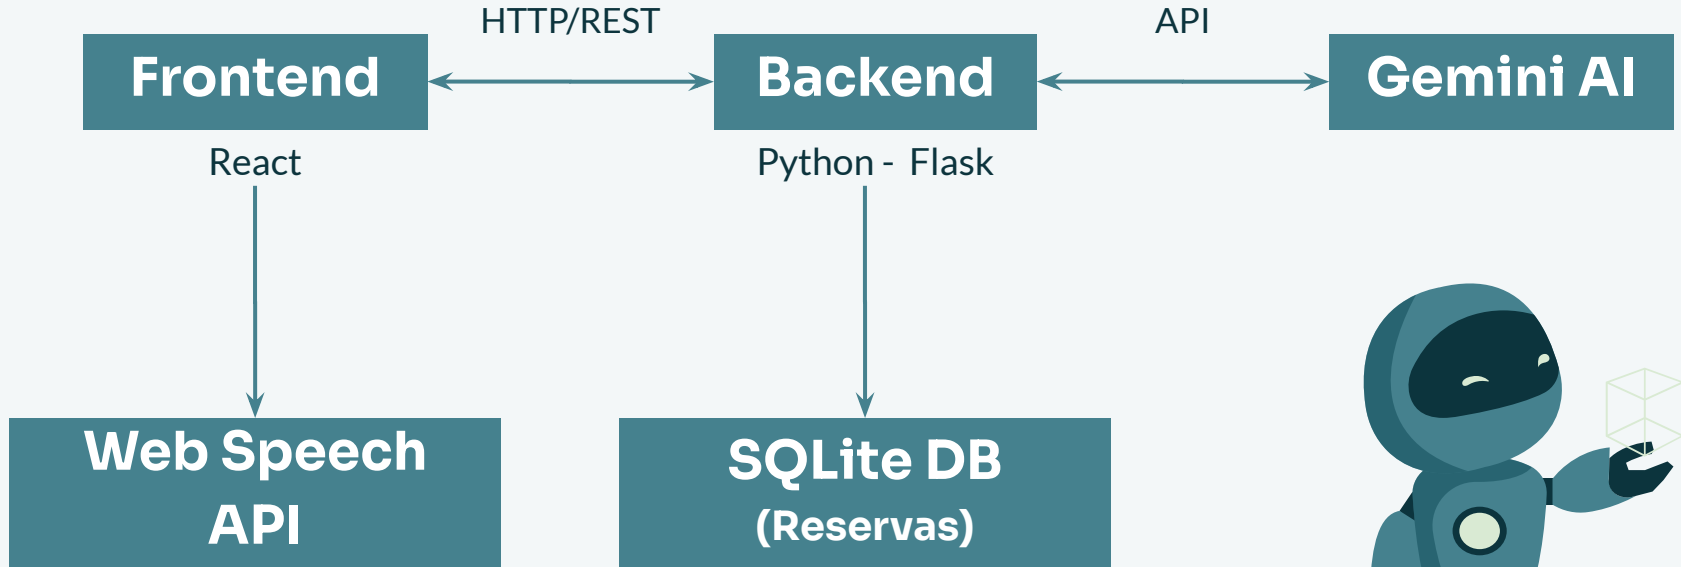 HTTP/REST
API
Frontend
Backend
Gemini AI
React
Python - Flask
Web Speech
API
SQLite DB
(Reservas)